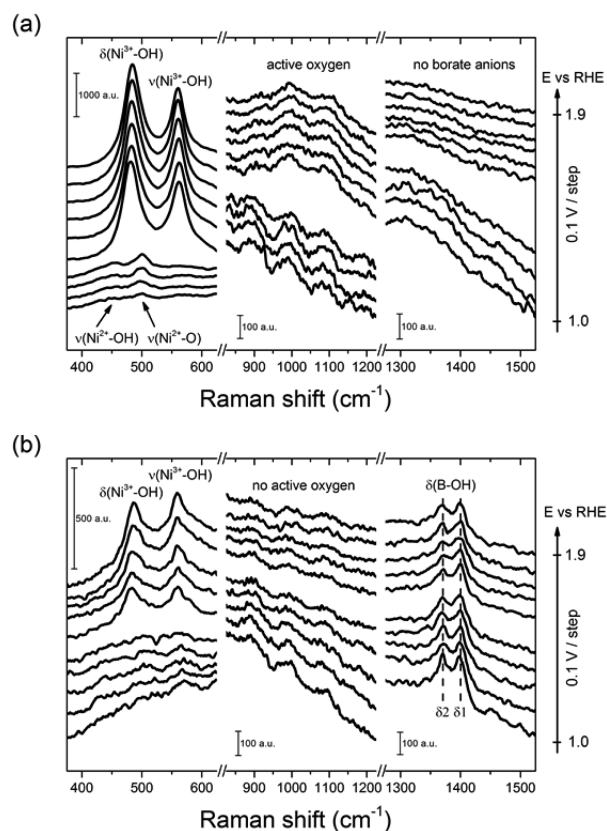 (a)
δ(Ni³⁺-OH)
ν(Ni³⁺-OH)
active oxygen
no borate anions
E vs RHE
1000 a.u.
1.9
0.1 V / step
100 a.u.
100 a.u.
1.0
ν(Ni²⁺-OH) ν(Ni²⁺-O)
400 500 600 900 1000 1100 1200 1300 1400 1500
Raman shift (cm⁻¹)
(b)
ν(Ni³⁺-OH)
δ(Ni³⁺-OH)
no active oxygen
δ(B-OH)
E vs RHE
500 a.u.
1.9
0.1 V / step
δ2 δ1
100 a.u.
100 a.u.
1.0
400 500 600 900 1000 1100 1200 1300 1400 1500
Raman shift (cm⁻¹)